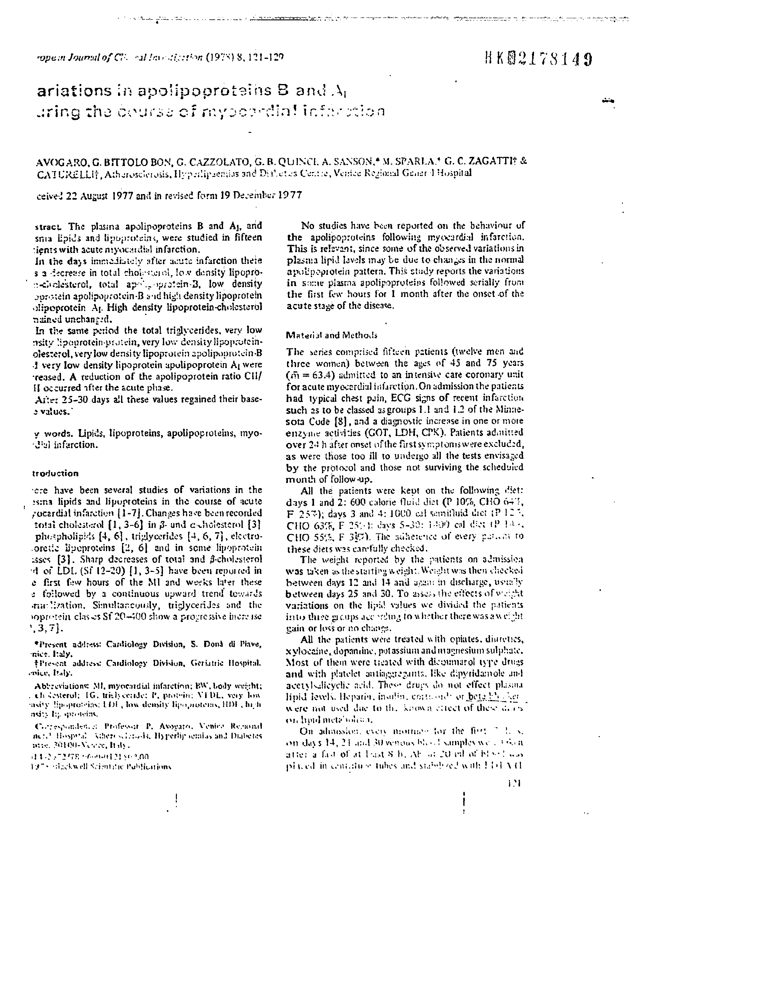 ropean Journal of Cli cal Investigation (1978) 8, 121-129
HK02178149
ariations in apolipoproteins B and A₁
uring the course of myocardial infarction
AVOGARO, G. BITTOLO BON, G. CAZZOLATO, G. B. QUINCI, A. SANSON,* M. SPARLA,* G. C. ZAGATTI† &
CATURELLI†, Atherosclerosis, Hyperlipaemias and Diabetes Centre, Venice Regional General Hospital
ceived 22 August 1977 and in revised form 19 December 1977
stract. The plasma apolipoproteins B and A₁, and
sma lipids and lipoproteins, were studied in fifteen
tients with acute myocardial infarction.
In the days immediately after acute infarction there
s a decrease in total cholesterol, low density lipopro-
n-cholesterol, total apolipoprotein-B, low density
oprotein apolipoprotein-B and high density lipoprotein
olipoprotein A₁. High density lipoprotein-cholesterol
mained unchanged.
In the same period the total triglycerides, very low
nsity lipoprotein-protein, very low density lipoprotein-
olesterol, very low density lipoprotein apolipoprotein-B
d very low density lipoprotein apolipoprotein A₁ were
reased. A reduction of the apolipoprotein ratio CII/
II occurred after the acute phase.
After 25-30 days all these values regained their base-
e values.
y words. Lipids, lipoproteins, apolipoproteins, myo-
dial infarction.
troduction
ere have been several studies of variations in the
sma lipids and lipoproteins in the course of acute
yocardial infarction [1-7]. Changes have been recorded
total cholesterol [1, 3-6] in β- und α-cholesterol [3]
phospholipids [4, 6], triglycerides [4, 6, 7], electro-
oretic lipoproteins [2, 6] and in some lipoprotein
sses [3]. Sharp decreases of total and β-cholesterol
d of LDL (Sf 12-20) [1, 3-5] have been reported in
e first few hours of the MI and weeks later these
e followed by a continuous upward trend towards
malization. Simultaneously, triglycerides and the
oprotein classes Sf 20-400 show a progressive increase
, 3, 7].
*Present address: Cardiology Division, S. Donà di Piave,
nice, Italy.
†Present address: Cardiology Division, Geriatric Hospital,
enice, Italy.
Abbreviations: MI, myocardial infarction; BW, body weight;
ch lesterol; TG, triglyceride; P, protein; VLDL, very low
nsity lipoproteins; LDL, low density lipoproteins, HDL, high
nsity lipoproteins.
Correspondence: Professor P. Avogaro, Venice Regional
neral Hospital, Atherosclerosis, Hyperlipaemias and Diabetes
ntre, 30100-Venice, Italy.
Blackwell Scientific Publications
No studies have been reported on the behaviour of
the apolipoproteins following myocardial infarction.
This is relevant, since some of the observed variations in
plasma lipid levels may be due to changes in the normal
apolipoprotein pattern. This study reports the variations
in some plasma apolipoproteins followed serially from
the first few hours for 1 month after the onset of the
acute stage of the disease.
Material and Methods
The series comprised fifteen patients (twelve men and
three women) between the ages of 45 and 75 years
(m̄ = 63.4) admitted to an intensive care coronary unit
for acute myocardial infarction. On admission the patients
had typical chest pain, ECG signs of recent infarction
such as to be classed as groups 1.1 and 1.2 of the Minne-
sota Code [8], and a diagnostic increase in one or more
enzyme activities (GOT, LDH, CPK). Patients admitted
over 24 h after onset of the first symptoms were excluded,
as were those too ill to undergo all the tests envisaged
by the protocol and those not surviving the scheduled
month of follow-up.
All the patients were kept on the following diet:
days 1 and 2: 600 calorie fluid diet (P 10%, CHO 64%,
F 25%); days 3 and 4: 1000 cal semifluid diet (P 12%,
CHO 63%, F 25%); days 5-30: 1400 cal diet (P
CHO 55%, F The adherence of every patient to
these diets was carefully checked.
The weight reported by the patients on admission
was taken as the starting weight. Weight was then checked
between days 12 and 14 and again in discharge, usually
between days 25 and 30. To assess the effects of weight
variations on the lipid values we divided the patients
into three groups according to whether there was a weight
gain or loss or no change.
All the patients were treated with opiates, diuretics,
xylocaine, dopamine, potassium and magnesium sulphate.
Most of them were treated with dicoumarol type drugs
and with platelet antiaggregants, like dipyridamole and
acetylsalicyclic acid. These drugs do not effect plasma
lipid levels. Heparin, insulin, or
were not used due to the known effect of these drugs
on lipid metabolism.
On admission, every morning for the first
on days 14, 21 and 30 venous blood samples were taken
after a fast of at least 8 h. 20 ml of blood was
placed in centrifuge tubes and stabilized with
121